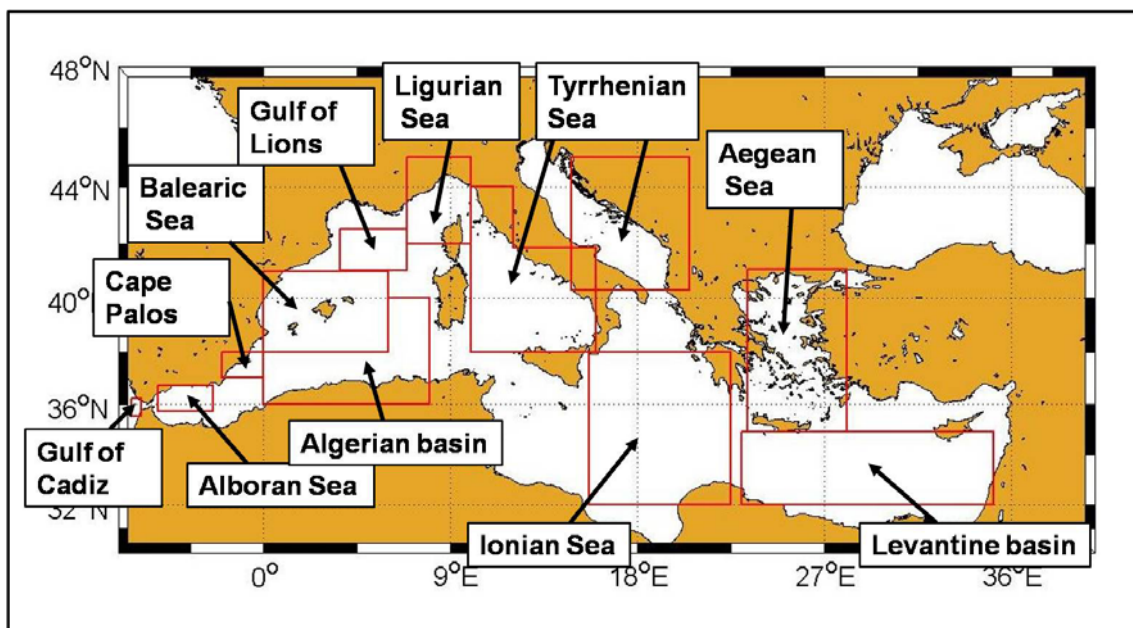 48°N
44°N
40°N
36°N
32°N
0°
9°E
18°E
27°E
36°E
Gulf of
Lions
Ligurian
Sea
Tyrrhenian
Sea
Aegean
Sea
Balearic
Sea
Cape
Palos
Gulf of
Cadiz
Alboran Sea
Algerian basin
Ionian Sea
Levantine basin